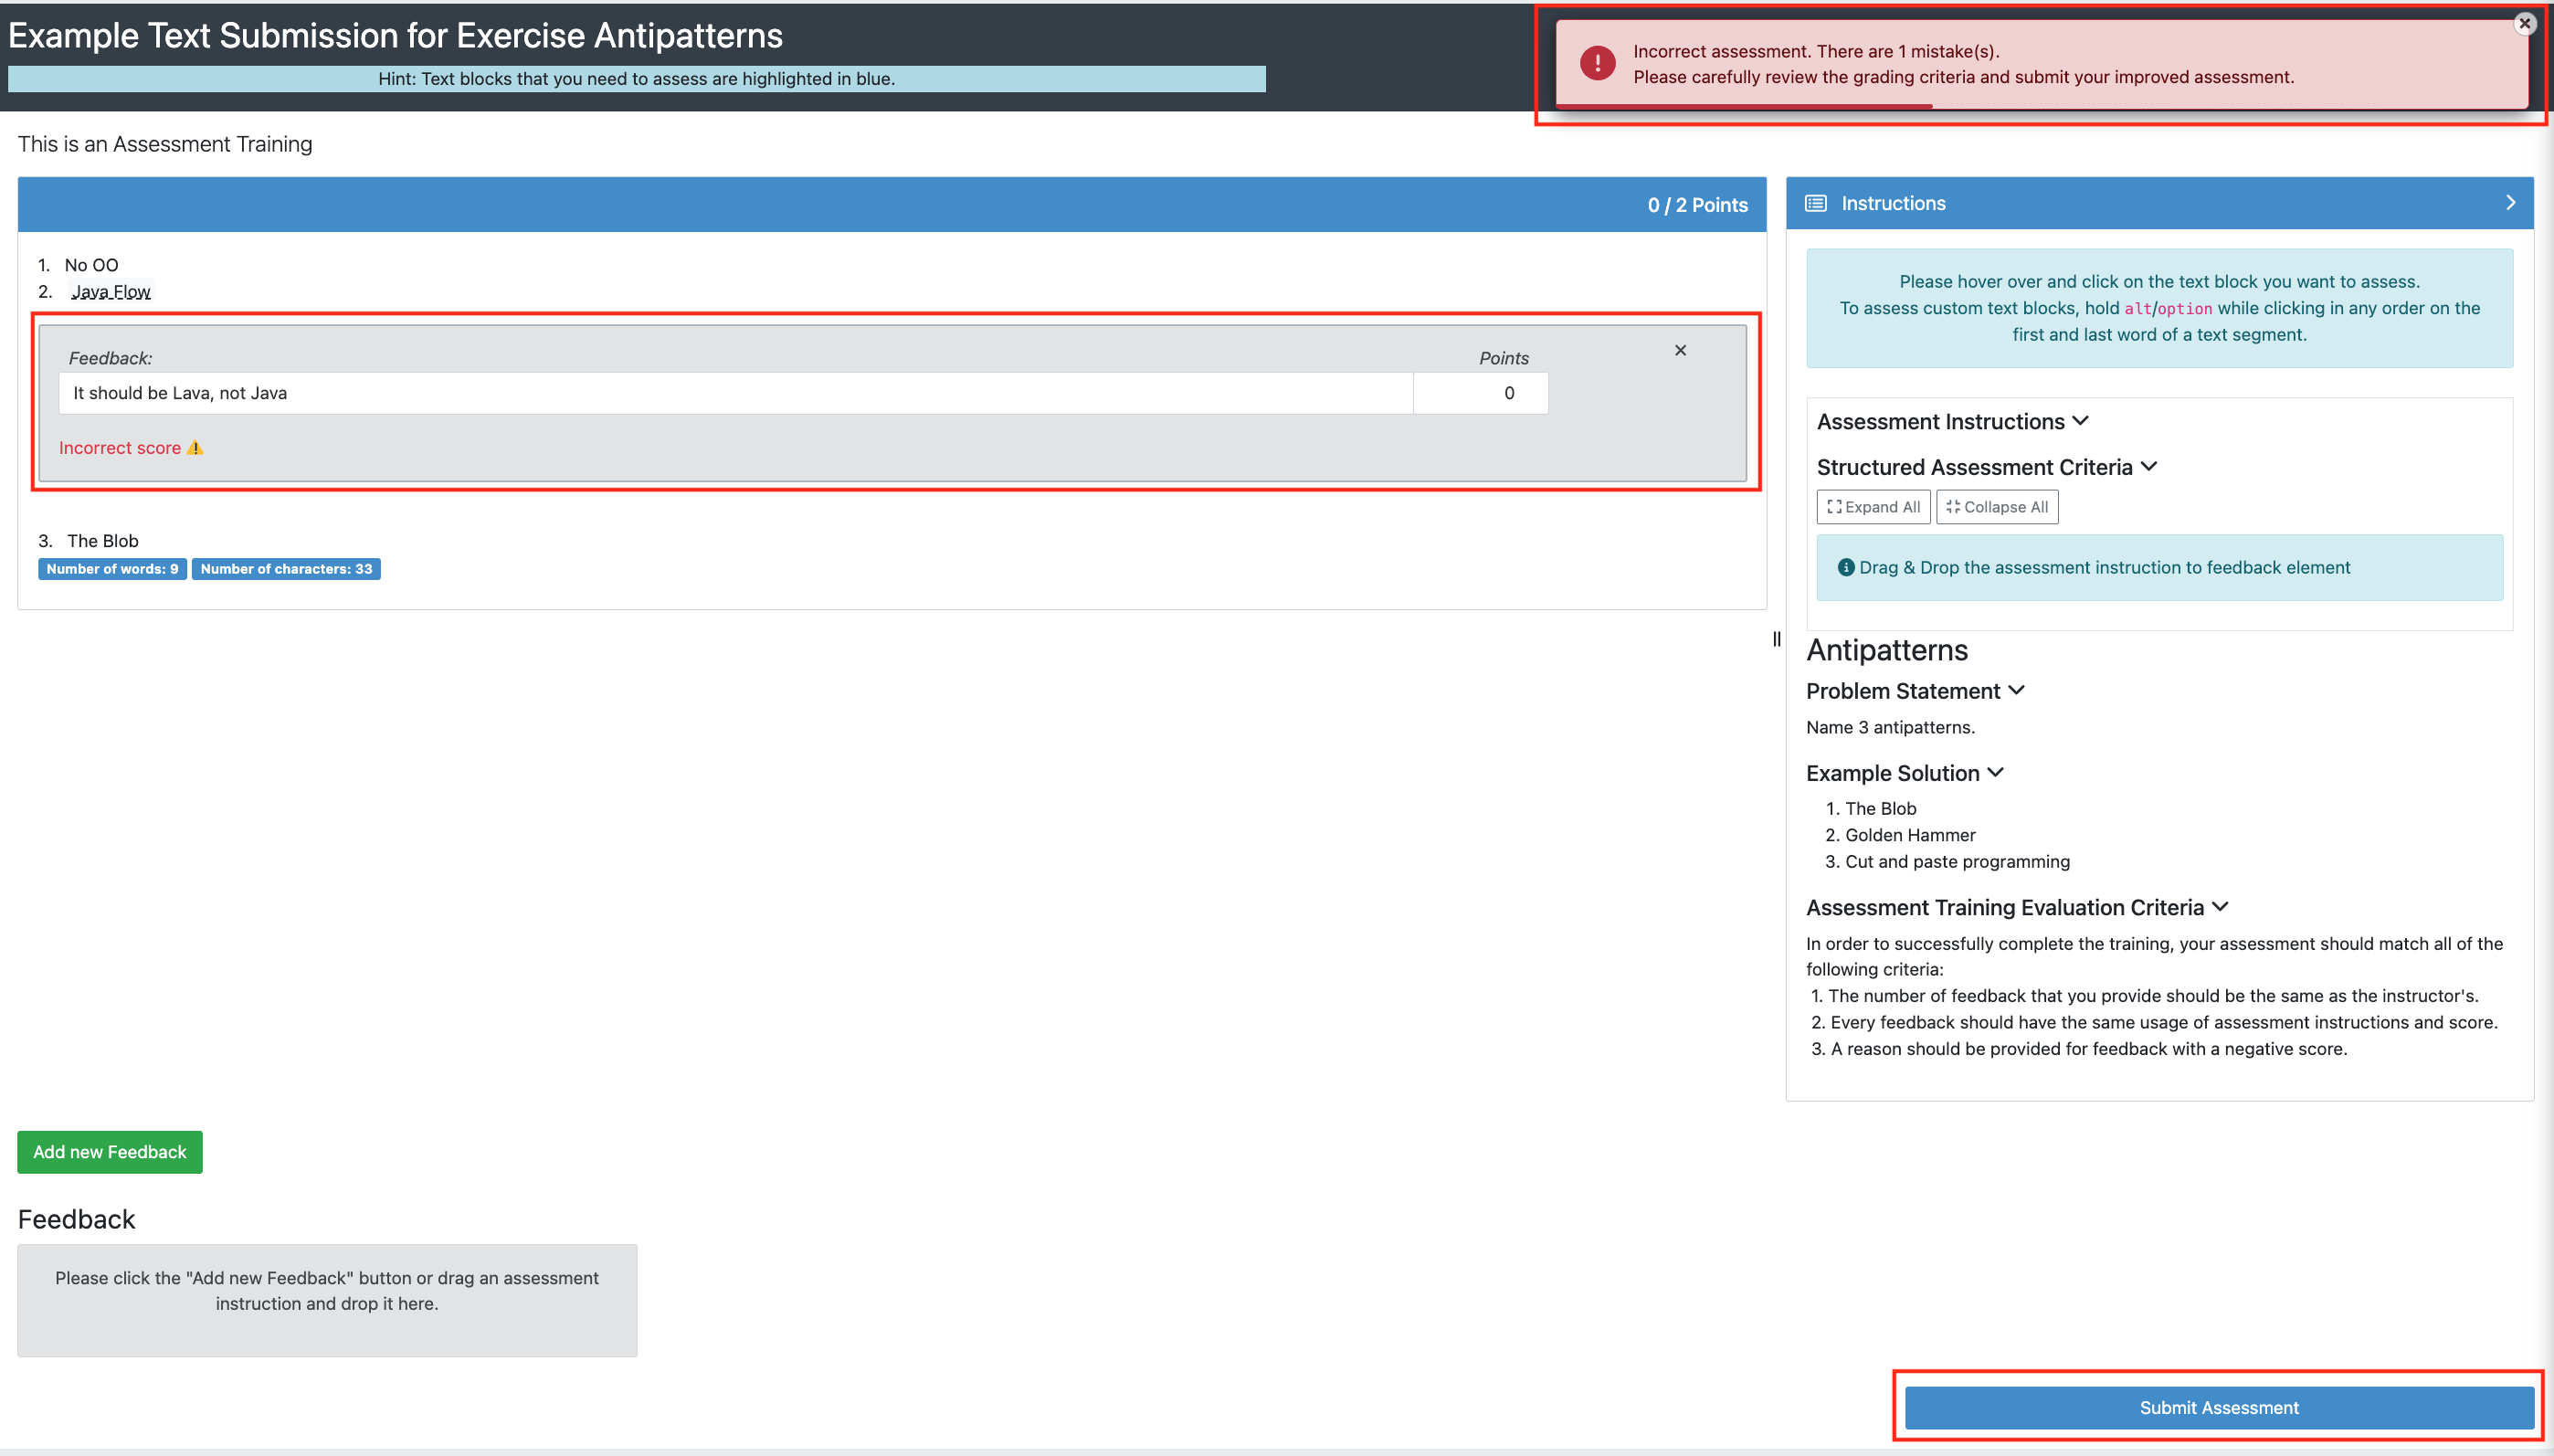 Example Text Submission for Exercise Antipatterns
Hint: Text blocks that you need to assess are highlighted in blue.
Incorrect assessment. There are 1 mistake(s).
Please carefully review the grading criteria and submit your improved assessment.
This is an Assessment Training
0 / 2 Points
1. No OO
2. Java Flow
Feedback:
Points
It should be Lava, not Java
0
Incorrect score
3. The Blob
Number of words: 9
Number of characters: 33
Instructions
Please hover over and click on the text block you want to assess.
To assess custom text blocks, hold alt/option while clicking in any order on the
first and last word of a text segment.
Assessment Instructions
Structured Assessment Criteria
Expand All
Collapse All
Drag & Drop the assessment instruction to feedback element
Antipatterns
Problem Statement
Name 3 antipatterns.
Example Solution
1. The Blob
2. Golden Hammer
3. Cut and paste programming
Assessment Training Evaluation Criteria
In order to successfully complete the training, your assessment should match all of the
following criteria:
1. The number of feedback that you provide should be the same as the instructor's.
2. Every feedback should have the same usage of assessment instructions and score.
3. A reason should be provided for feedback with a negative score.
Add new Feedback
Feedback
Please click the "Add new Feedback" button or drag an assessment
instruction and drop it here.
Submit Assessment